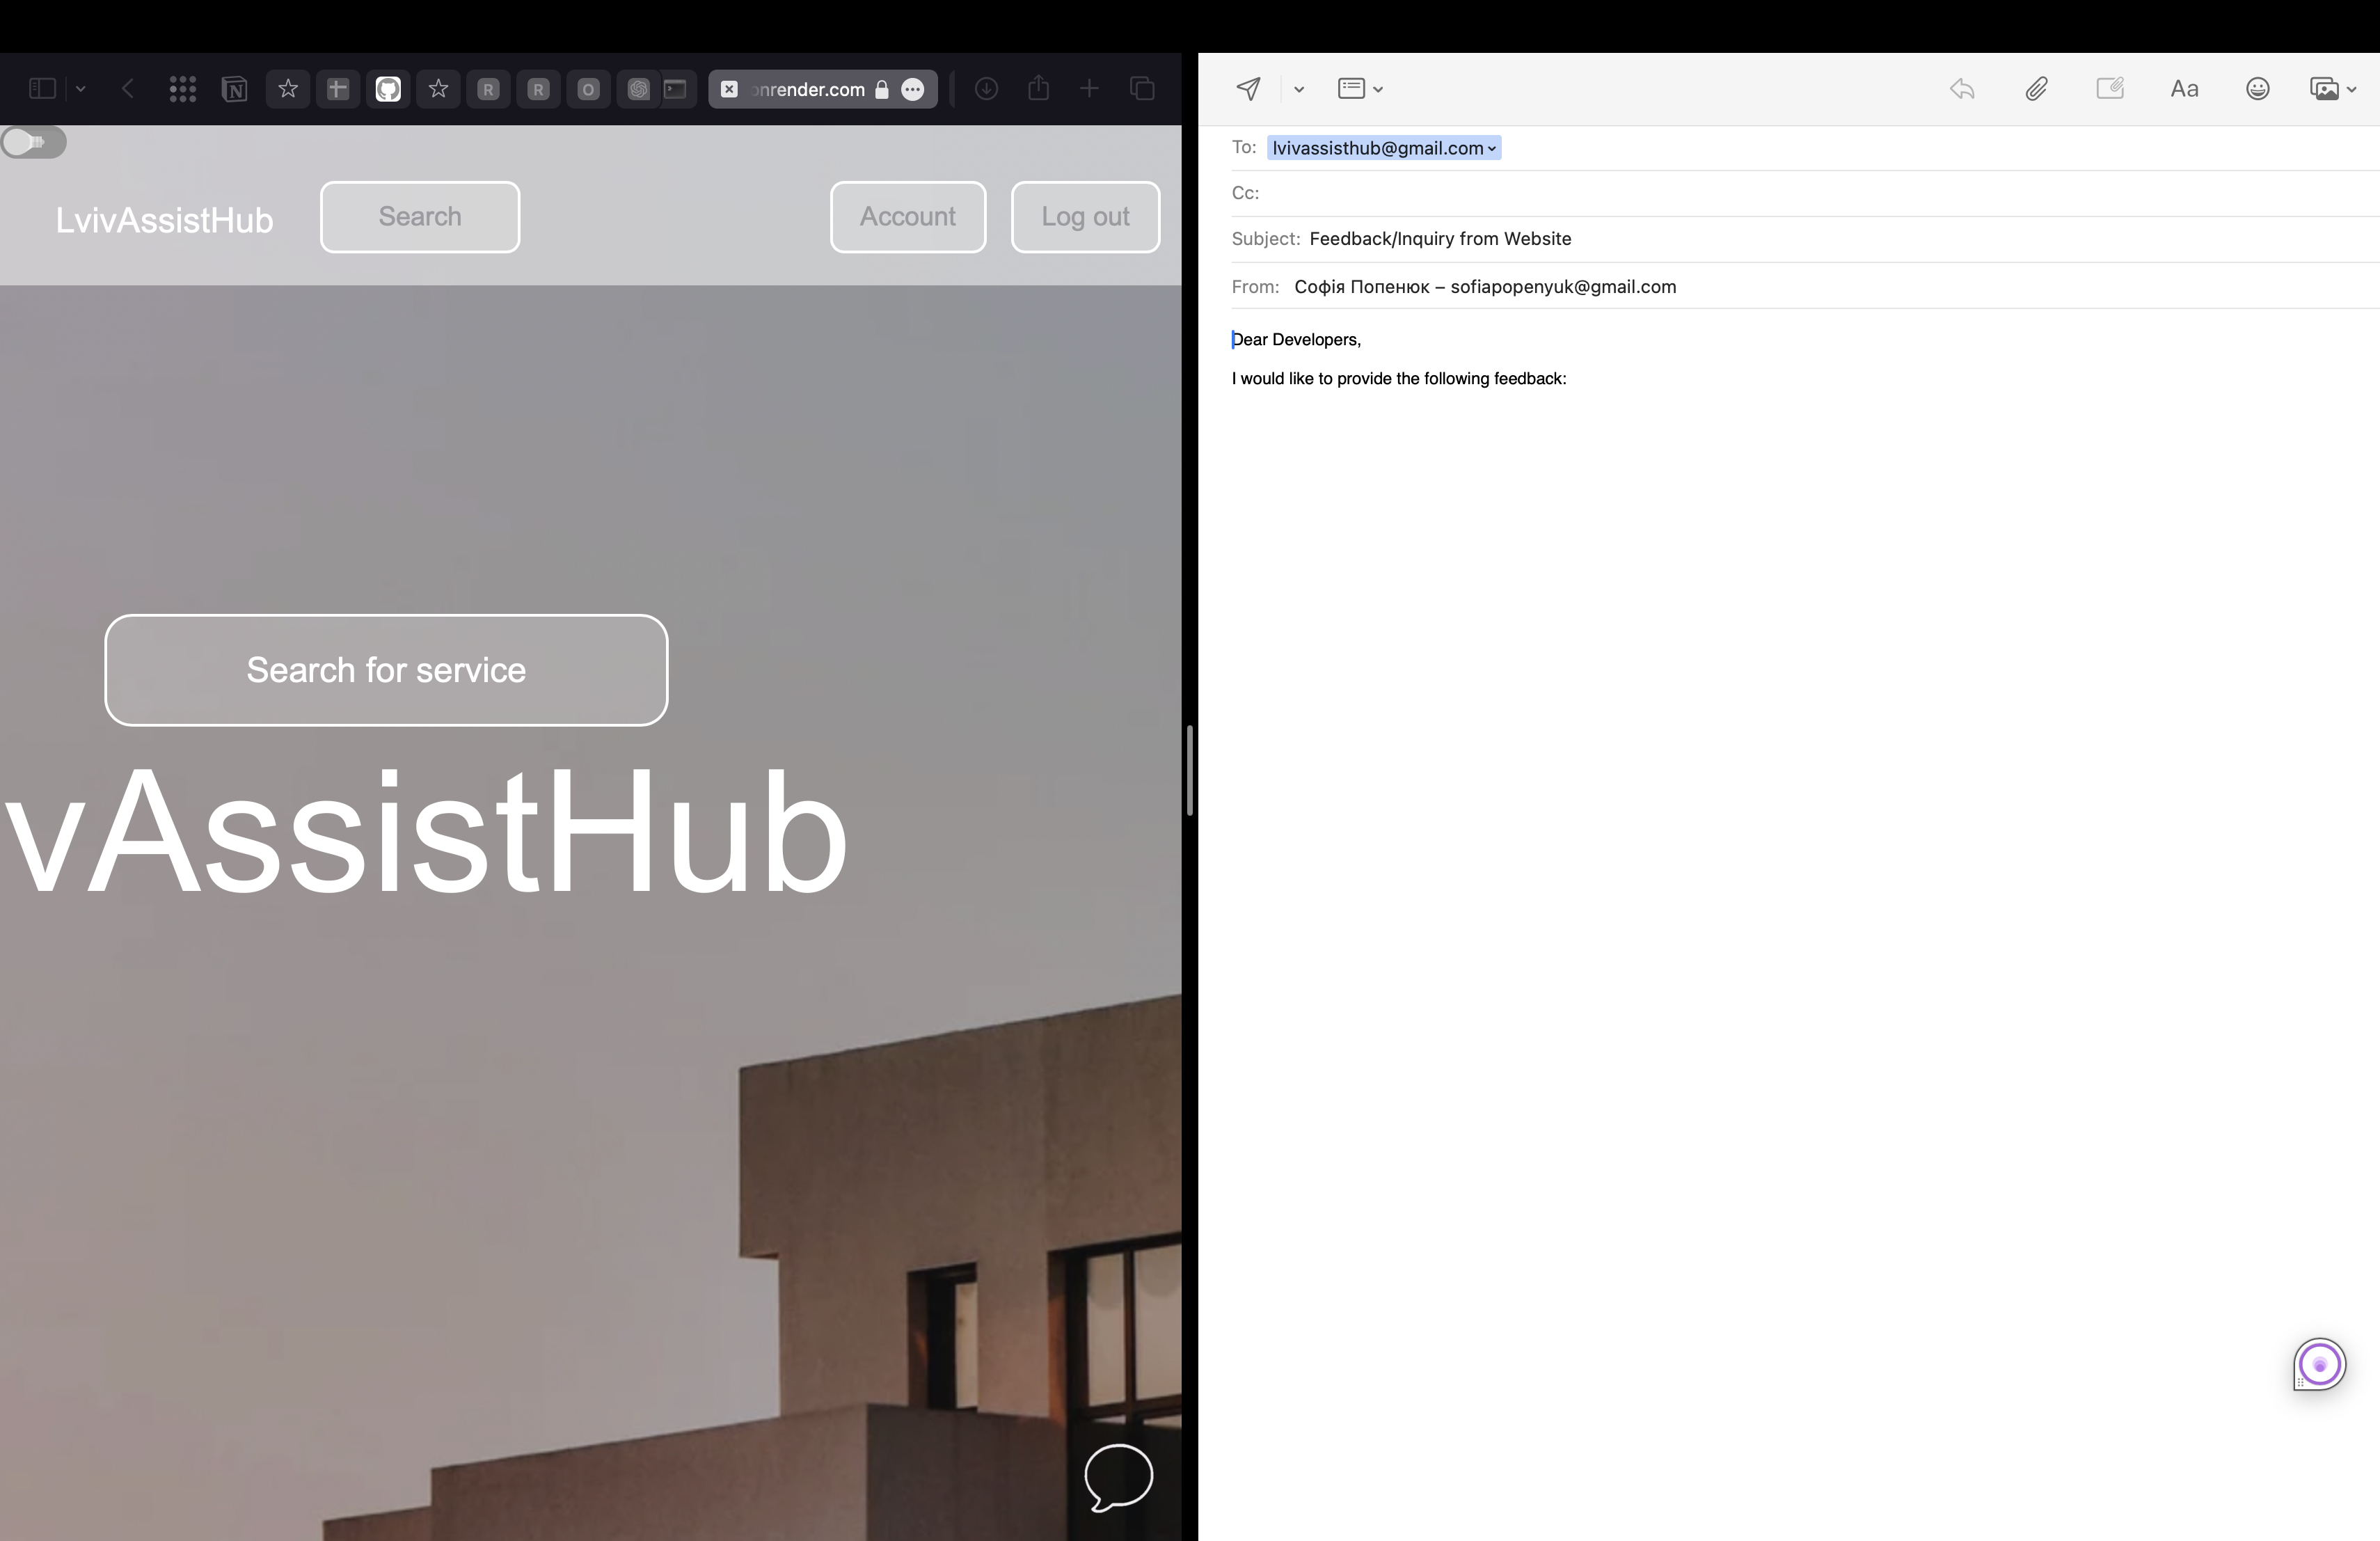 onrender.com
LvivAssistHub
Search
Account
Log out
Search for service
vAssistHub
Aa
To: lvivassisthub@gmail.com
Cc:
Subject: Feedback/Inquiry from Website
From: Софія Попенюк – sofiapopenyuk@gmail.com
Dear Developers,
I would like to provide the following feedback: